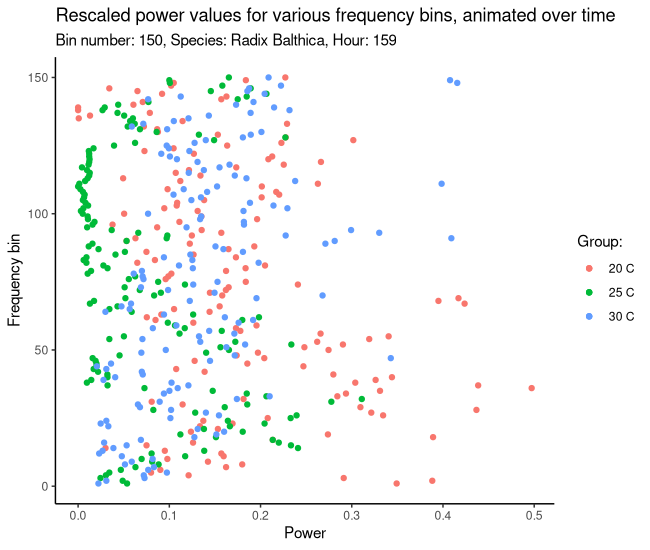 Rescaled power values for various frequency bins, animated over time
Bin number: 150, Species: Radix Balthica, Hour: 159
150
100
50
0
Frequency bin
0.0 0.1 0.2 0.3 0.4 0.5
Power
Group:
20 C
25 C
30 C